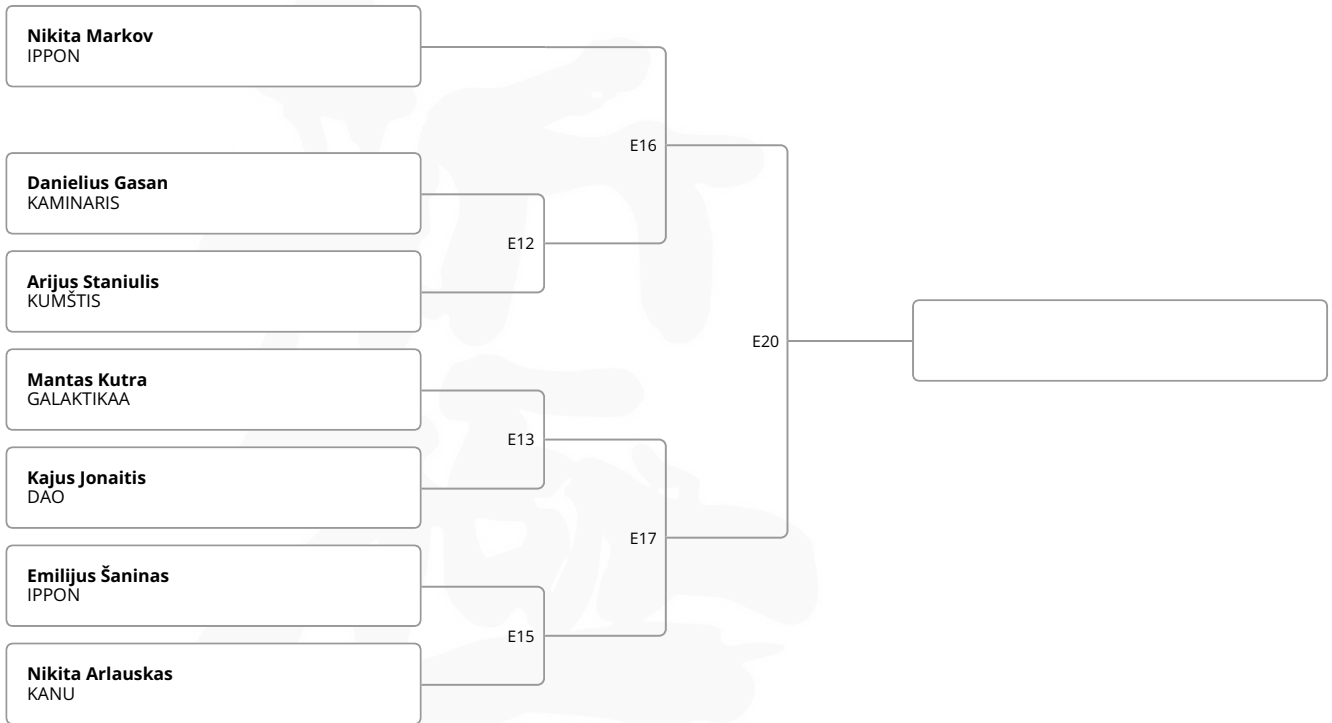 Nikita Markov
IPPON
E16
Danielius Gasan
KAMINARIS
E12
Arijus Staniulis
KUMŠTIS
E20
Mantas Kutra
GALAKTIKAA
E13
Kajus Jonaitis
DAO
E17
Emilijus Šaninas
IPPON
E15
Nikita Arlauskas
KANU